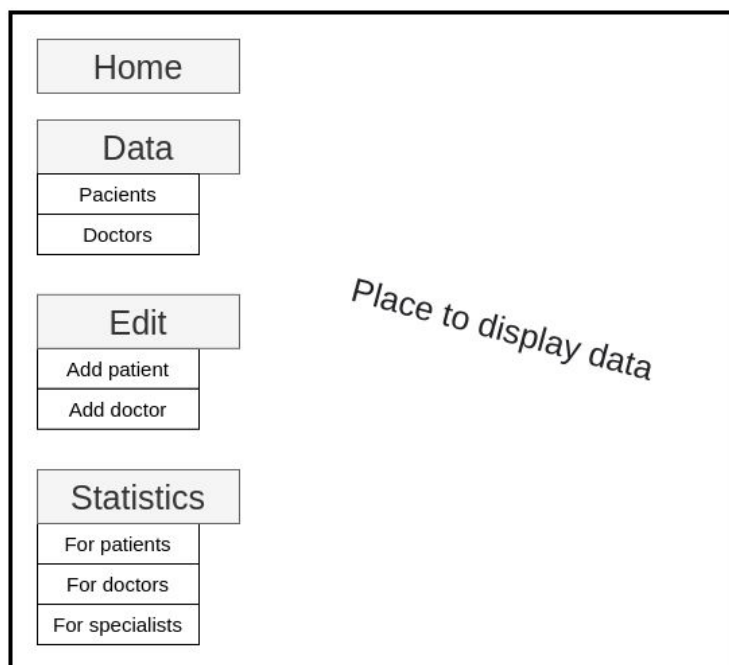 Home
Data
Pacients
Doctors
Edit
Add patient
Add doctor
Statistics
For patients
For doctors
For specialists
Place to display data